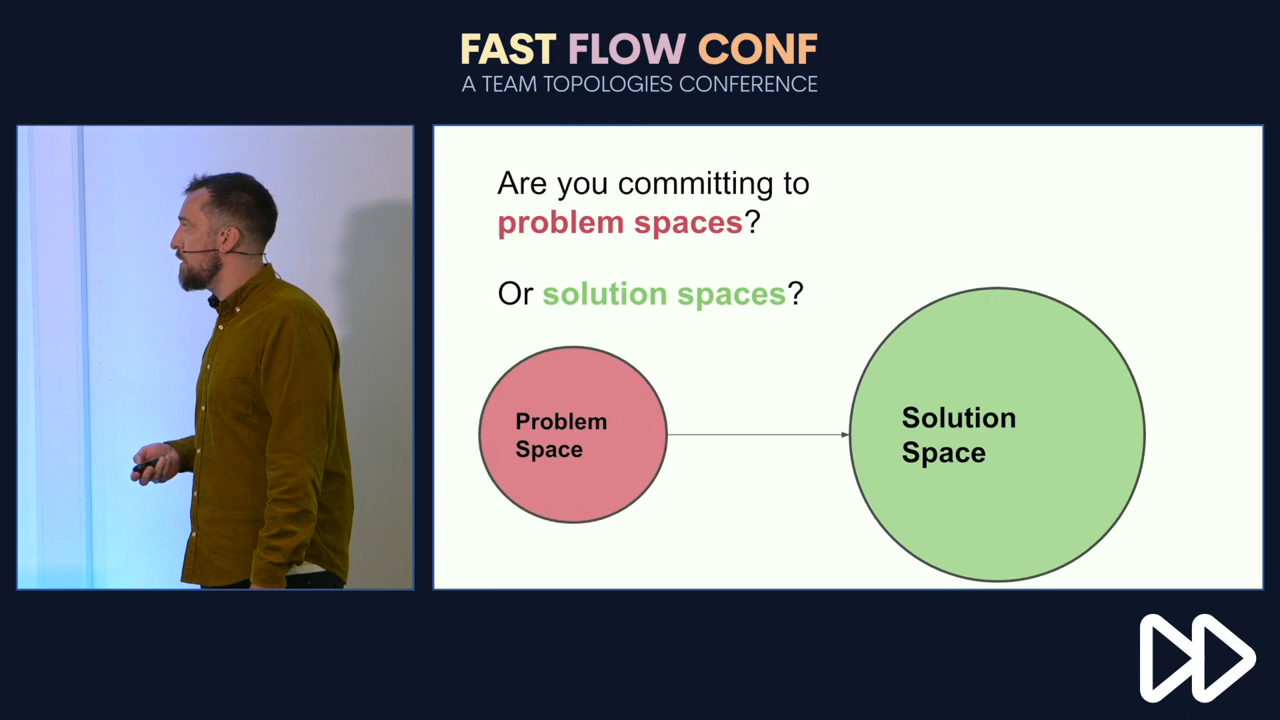 FAST FLOW CONF
A TEAM TOPOLOGIES CONFERENCE
Are you committing to
problem spaces?
Or solution spaces?
Problem
Space
Solution
Space